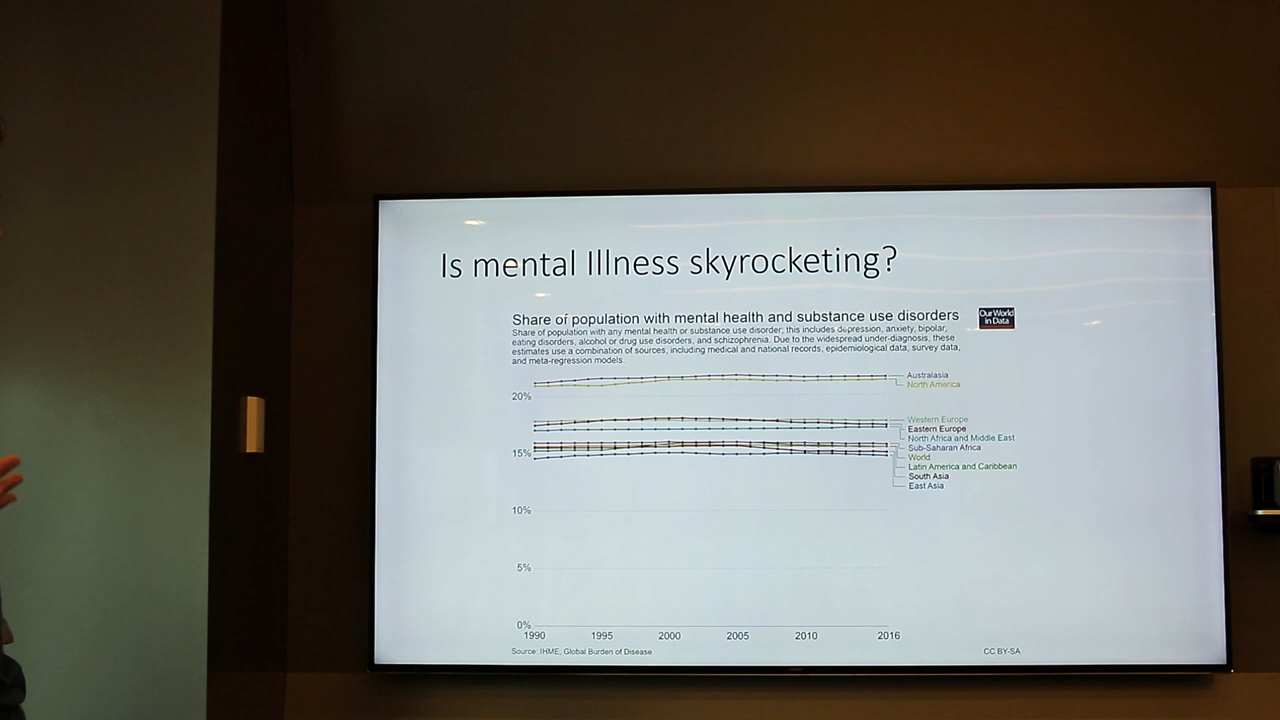 Is mental Illness skyrocketing?
Share of population with mental health and substance use disorders
Our World
in Data
Share of population with any mental health or substance use disorder; this includes depression, anxiety, bipolar,
eating disorders, alcohol or drug use disorders, and schizophrenia. Due to the widespread under-diagnosis, these
estimates use a combination of sources, including medical and national records, epidemiological data, survey data,
and meta-regression models.
Australasia
North America
20%
Western Europe
Eastern Europe
North Africa and Middle East
Sub-Saharan Africa
15%
World
Latin America and Caribbean
South Asia
East Asia
10%
5%
0%
1990 1995 2000 2005 2010 2016
Source: IHME, Global Burden of Disease
CC BY-SA